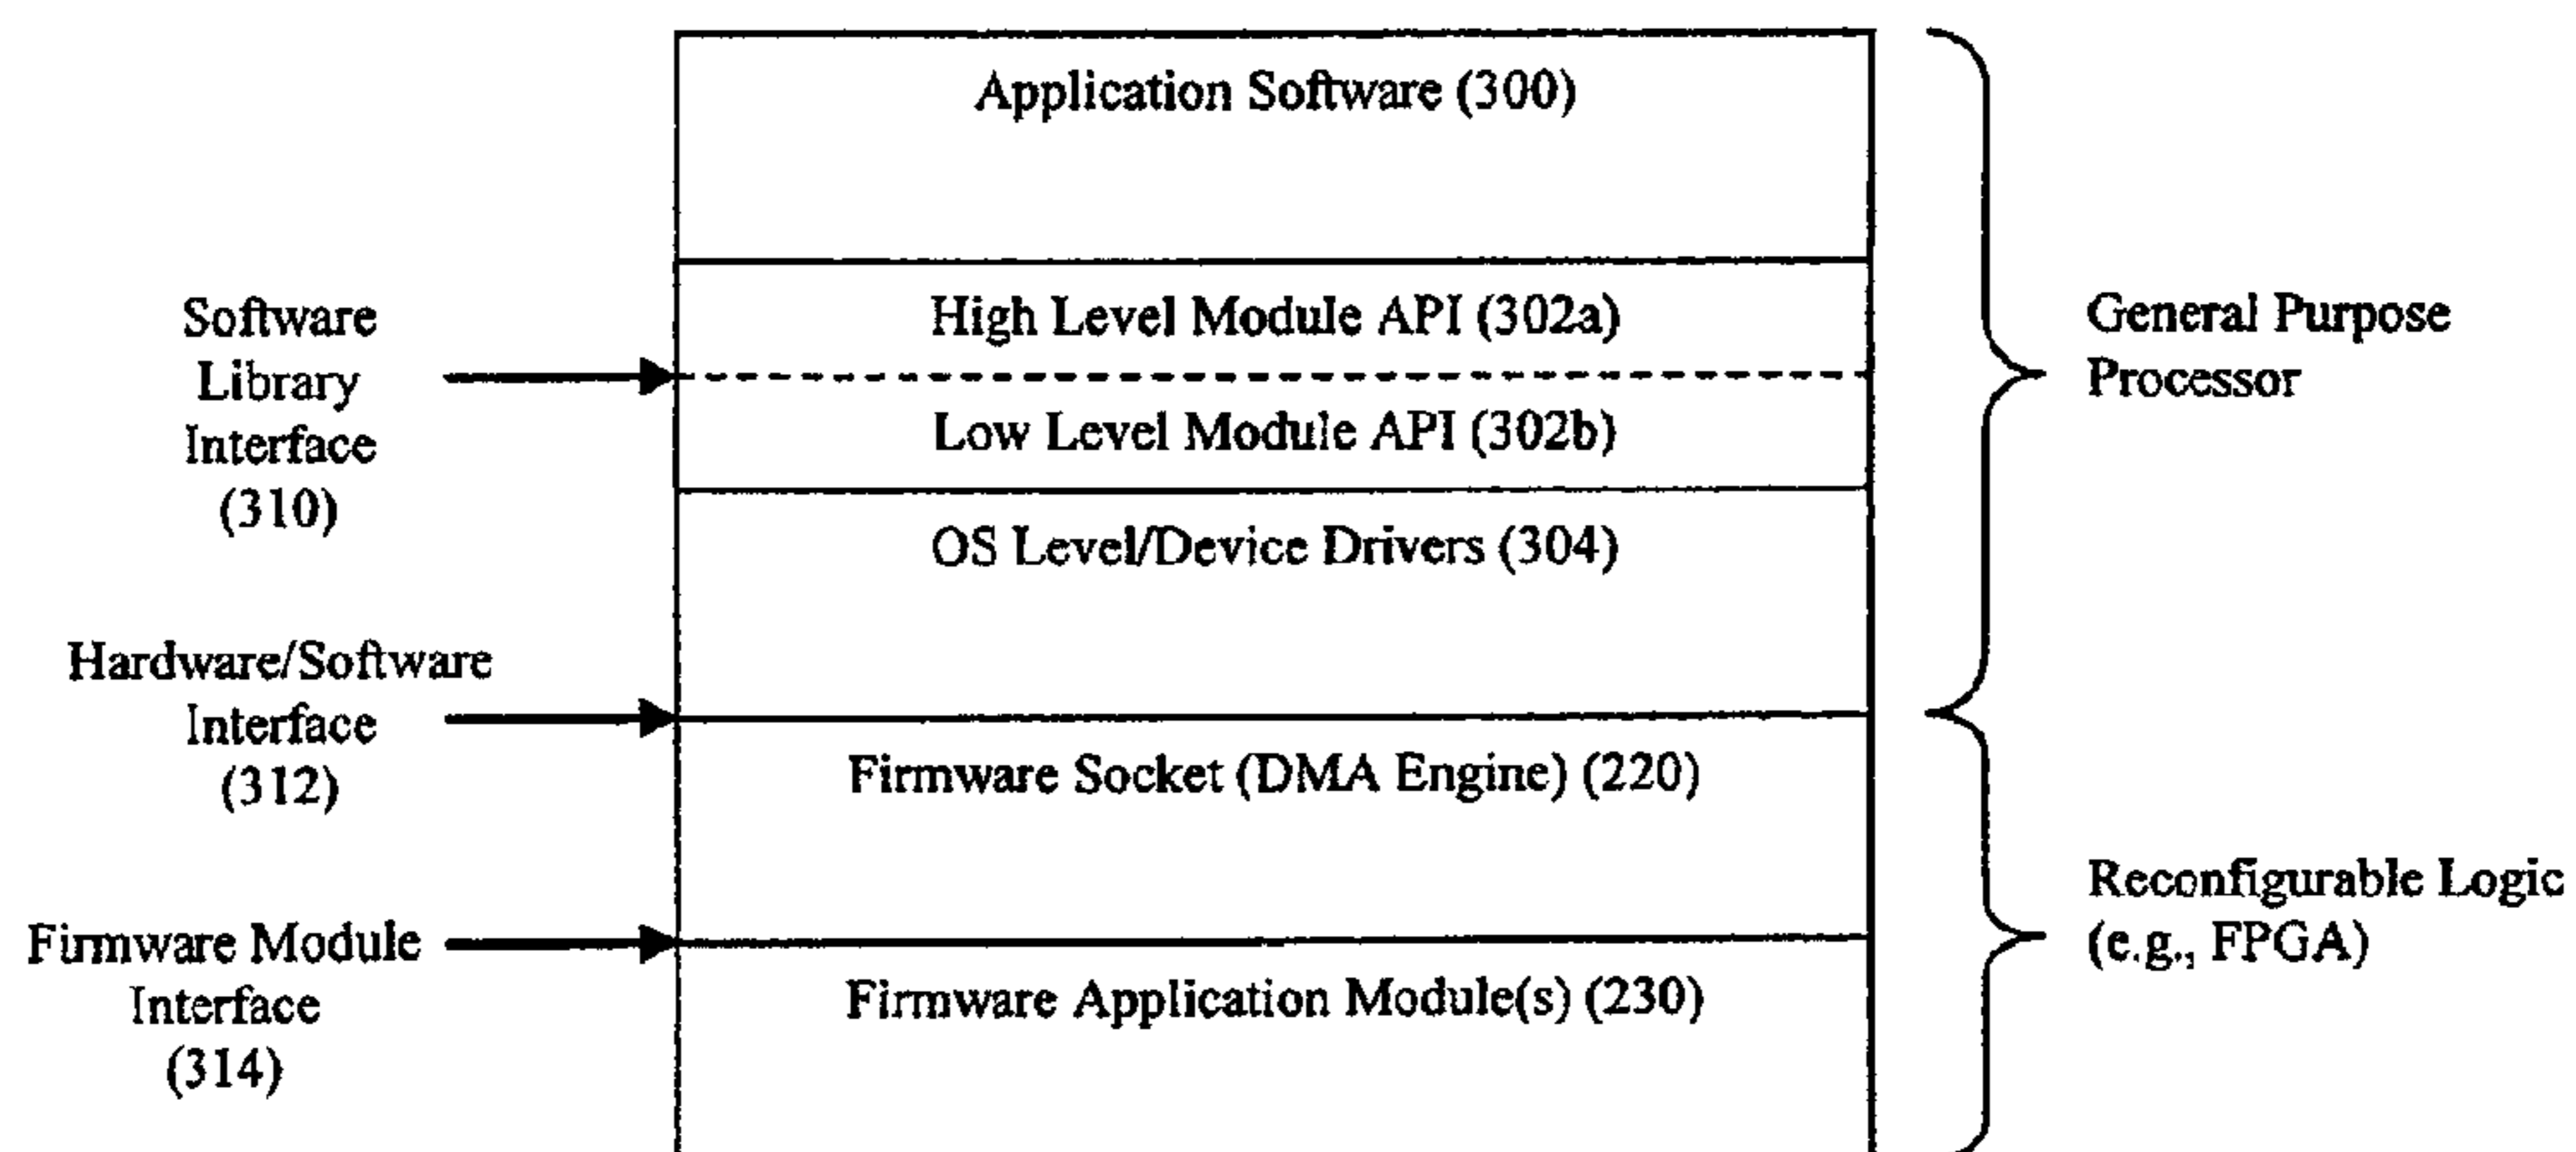 Application Software (300)
High Level Module API (302a)
Low Level Module API (302b)
OS Level/Device Drivers (304)
Firmware Socket (DMA Engine) (220)
Firmware Application Module(s) (230)
Software
Library
Interface
(310)
Hardware/Software
Interface
(312)
Firmware Module
Interface
(314)
General Purpose
Processor
Reconfigurable Logic
(e.g., FPGA)